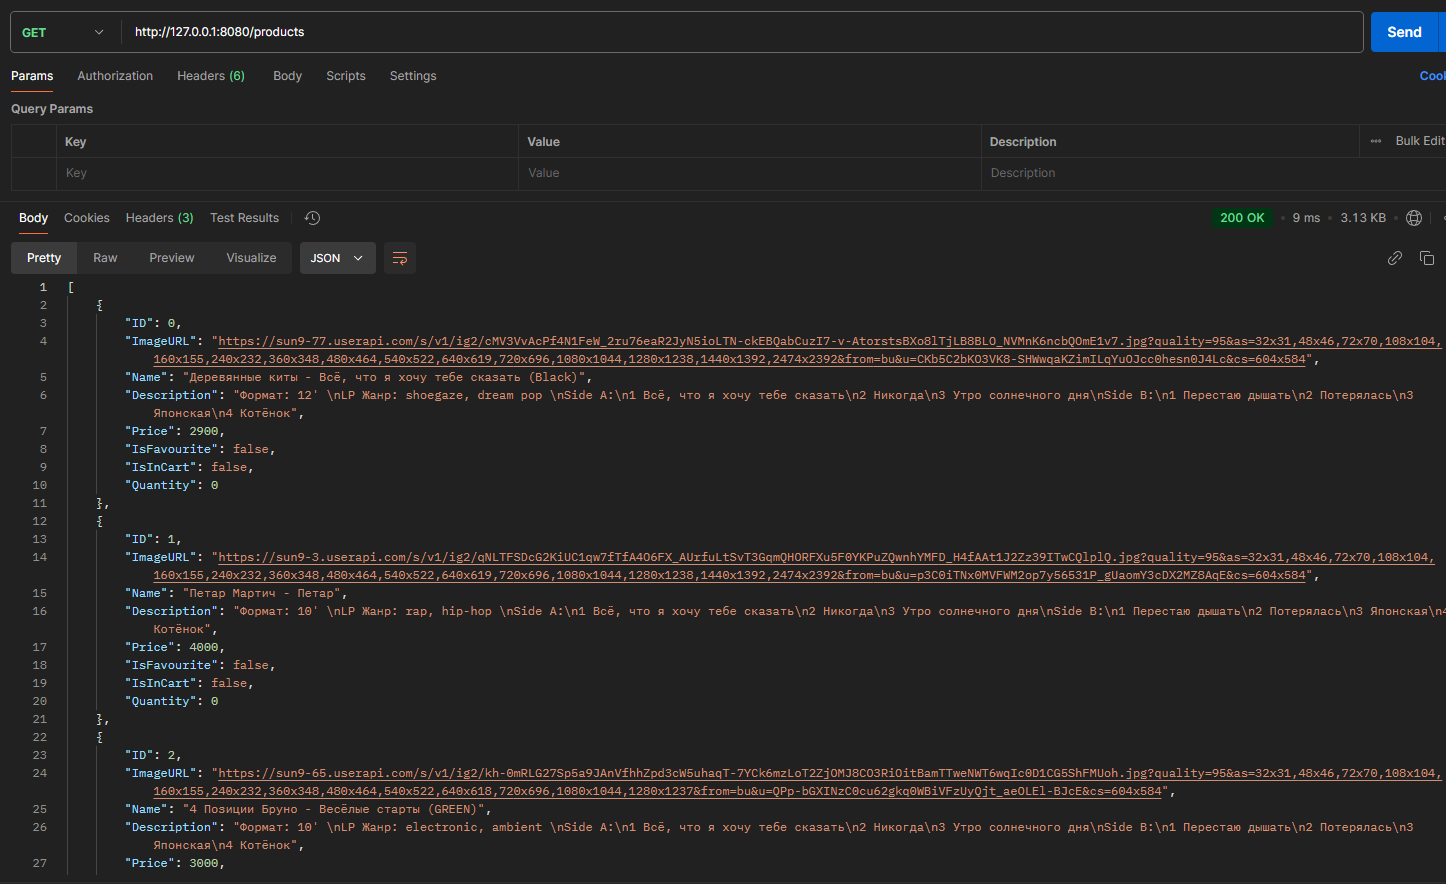 GET http://127.0.0.1:8080/products Send
Params Authorization Headers (6) Body Scripts Settings
Query Params
Key Value Description Bulk Edit
Key Value Description
Body Cookies Headers (3) Test Results 200 OK 9 ms 3.13 KB
Pretty Raw Preview Visualize JSON
1 [
2 {
3 "ID": 0,
4 "ImageURL": "https://sun9-77.userapi.com/s/v1/ig2/cMV3VvAcPf4N1FeW_2ru76eaR2JyN5ioLTN-ckEBQabCuzI7-v-AtorstsBXo8lTjLB8BLO_NVMnK6ncbQOmE1v7.jpg?quality=95&as=32x31,48x46,72x70,108x104,
160x155,240x232,360x348,480x464,540x522,640x619,720x696,1080x1044,1280x1238,1440x1392,2474x2392&from=bu&u=CKb5C2bKO3VK8-SHWwqaKZimILqYuOJcc0hesn0J4Lc&cs=604x584",
5 "Name": "Деревянные киты - Всё, что я хочу тебе сказать (Black)",
6 "Description": "Формат: 12' \nLP Жанр: shoegaze, dream pop \nSide A:\n1 Всё, что я хочу тебе сказать\n2 Никогда\n3 Утро солнечного дня\nSide B:\n1 Перестаю дышать\n2 Потерялась\n3
Японская\n4 Котёнок",
7 "Price": 2900,
8 "IsFavourite": false,
9 "IsInCart": false,
10 "Quantity": 0
11 },
12 {
13 "ID": 1,
14 "ImageURL": "https://sun9-3.userapi.com/s/v1/ig2/qNLTFSDcG2KiUC1qw7fTfA4O6FX_AUrfuLtSvT3GqmQHORFXu5F0YKPuZQwnhYMFD_H4fAAt1J2Zz39ITwCQlplQ.jpg?quality=95&as=32x31,48x46,72x70,108x104,
160x155,240x232,360x348,480x464,540x522,640x619,720x696,1080x1044,1280x1238,1440x1392,2474x2392&from=bu&u=p3C0iTNx0MVFWM2op7y56531P_gUaomY3cDX2MZ8AqE&cs=604x584",
15 "Name": "Петар Мартич - Петар",
16 "Description": "Формат: 10' \nLP Жанр: rap, hip-hop \nSide A:\n1 Всё, что я хочу тебе сказать\n2 Никогда\n3 Утро солнечного дня\nSide B:\n1 Перестаю дышать\n2 Потерялась\n3 Японская\n4
Котёнок",
17 "Price": 4000,
18 "IsFavourite": false,
19 "IsInCart": false,
20 "Quantity": 0
21 },
22 {
23 "ID": 2,
24 "ImageURL": "https://sun9-65.userapi.com/s/v1/ig2/kh-0mRLG27Sp5a9JAnVfhhZpd3cW5uhaqT-7YCk6mzLoT2ZjOMJ8CO3RiOitBamTTweNWT6wqIc0D1CG5ShFMUoh.jpg?quality=95&as=32x31,48x46,72x70,108x104,
160x155,240x232,360x348,480x464,540x522,640x618,720x696,1080x1044,1280x1237&from=bu&u=QPp-bGXINzC0cu62gkq0WBiVFzUyQjt_aeOLEl-BJcE&cs=604x584",
25 "Name": "4 Позиции Бруно - Весёлые старты (GREEN)",
26 "Description": "Формат: 10' \nLP Жанр: electronic, ambient \nSide A:\n1 Всё, что я хочу тебе сказать\n2 Никогда\n3 Утро солнечного дня\nSide B:\n1 Перестаю дышать\n2 Потерялась\n3
Японская\n4 Котёнок",
27 "Price": 3000,